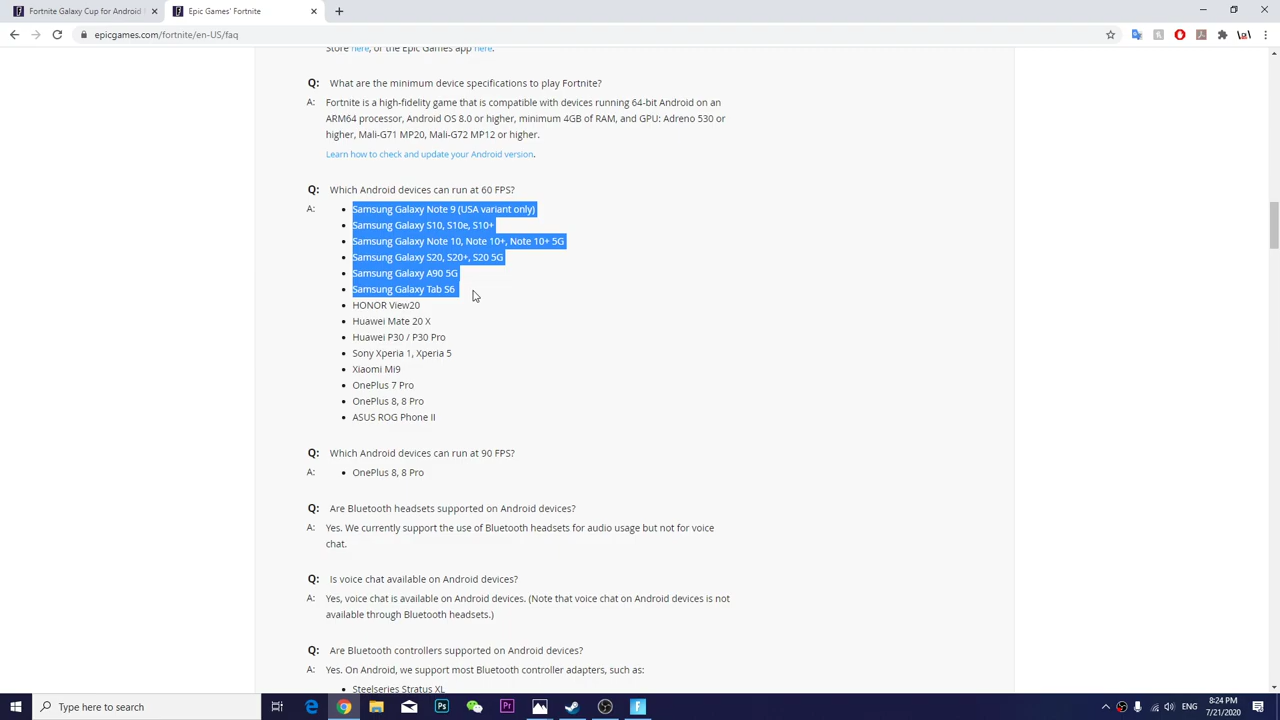 Fortnite Galaxy Cup for Android
Epic Games' Fortnite
epicgames.com/fortnite/en-US/faq
Store here, or the Epic Games app here.
Q: What are the minimum device specifications to play Fortnite?
A: Fortnite is a high-fidelity game that is compatible with devices running 64-bit Android on an
ARM64 processor, Android OS 8.0 or higher, minimum 4GB of RAM, and GPU: Adreno 530 or
higher, Mali-G71 MP20, Mali-G72 MP12 or higher.
Learn how to check and update your Android version.
Q: Which Android devices can run at 60 FPS?
A: • Samsung Galaxy Note 9 (USA variant only)
• Samsung Galaxy S10, S10e, S10+
• Samsung Galaxy Note 10, Note 10+, Note 10+ 5G
• Samsung Galaxy S20, S20+, S20 5G
• Samsung Galaxy A90 5G
• Samsung Galaxy Tab S6
• HONOR View20
• Huawei Mate 20 X
• Huawei P30 / P30 Pro
• Sony Xperia 1, Xperia 5
• Xiaomi Mi9
• OnePlus 7 Pro
• OnePlus 8, 8 Pro
• ASUS ROG Phone II
Q: Which Android devices can run at 90 FPS?
A: • OnePlus 8, 8 Pro
Q: Are Bluetooth headsets supported on Android devices?
A: Yes. We currently support the use of Bluetooth headsets for audio usage but not for voice
chat.
Q: Is voice chat available on Android devices?
A: Yes, voice chat is available on Android devices. (Note that voice chat on Android devices is not
available through Bluetooth headsets.)
Q: Are Bluetooth controllers supported on Android devices?
A: Yes. On Android, we support most Bluetooth controller adapters, such as:
• Steelseries Stratus XL
Type here to search
ENG
8:24 PM
7/21/2020